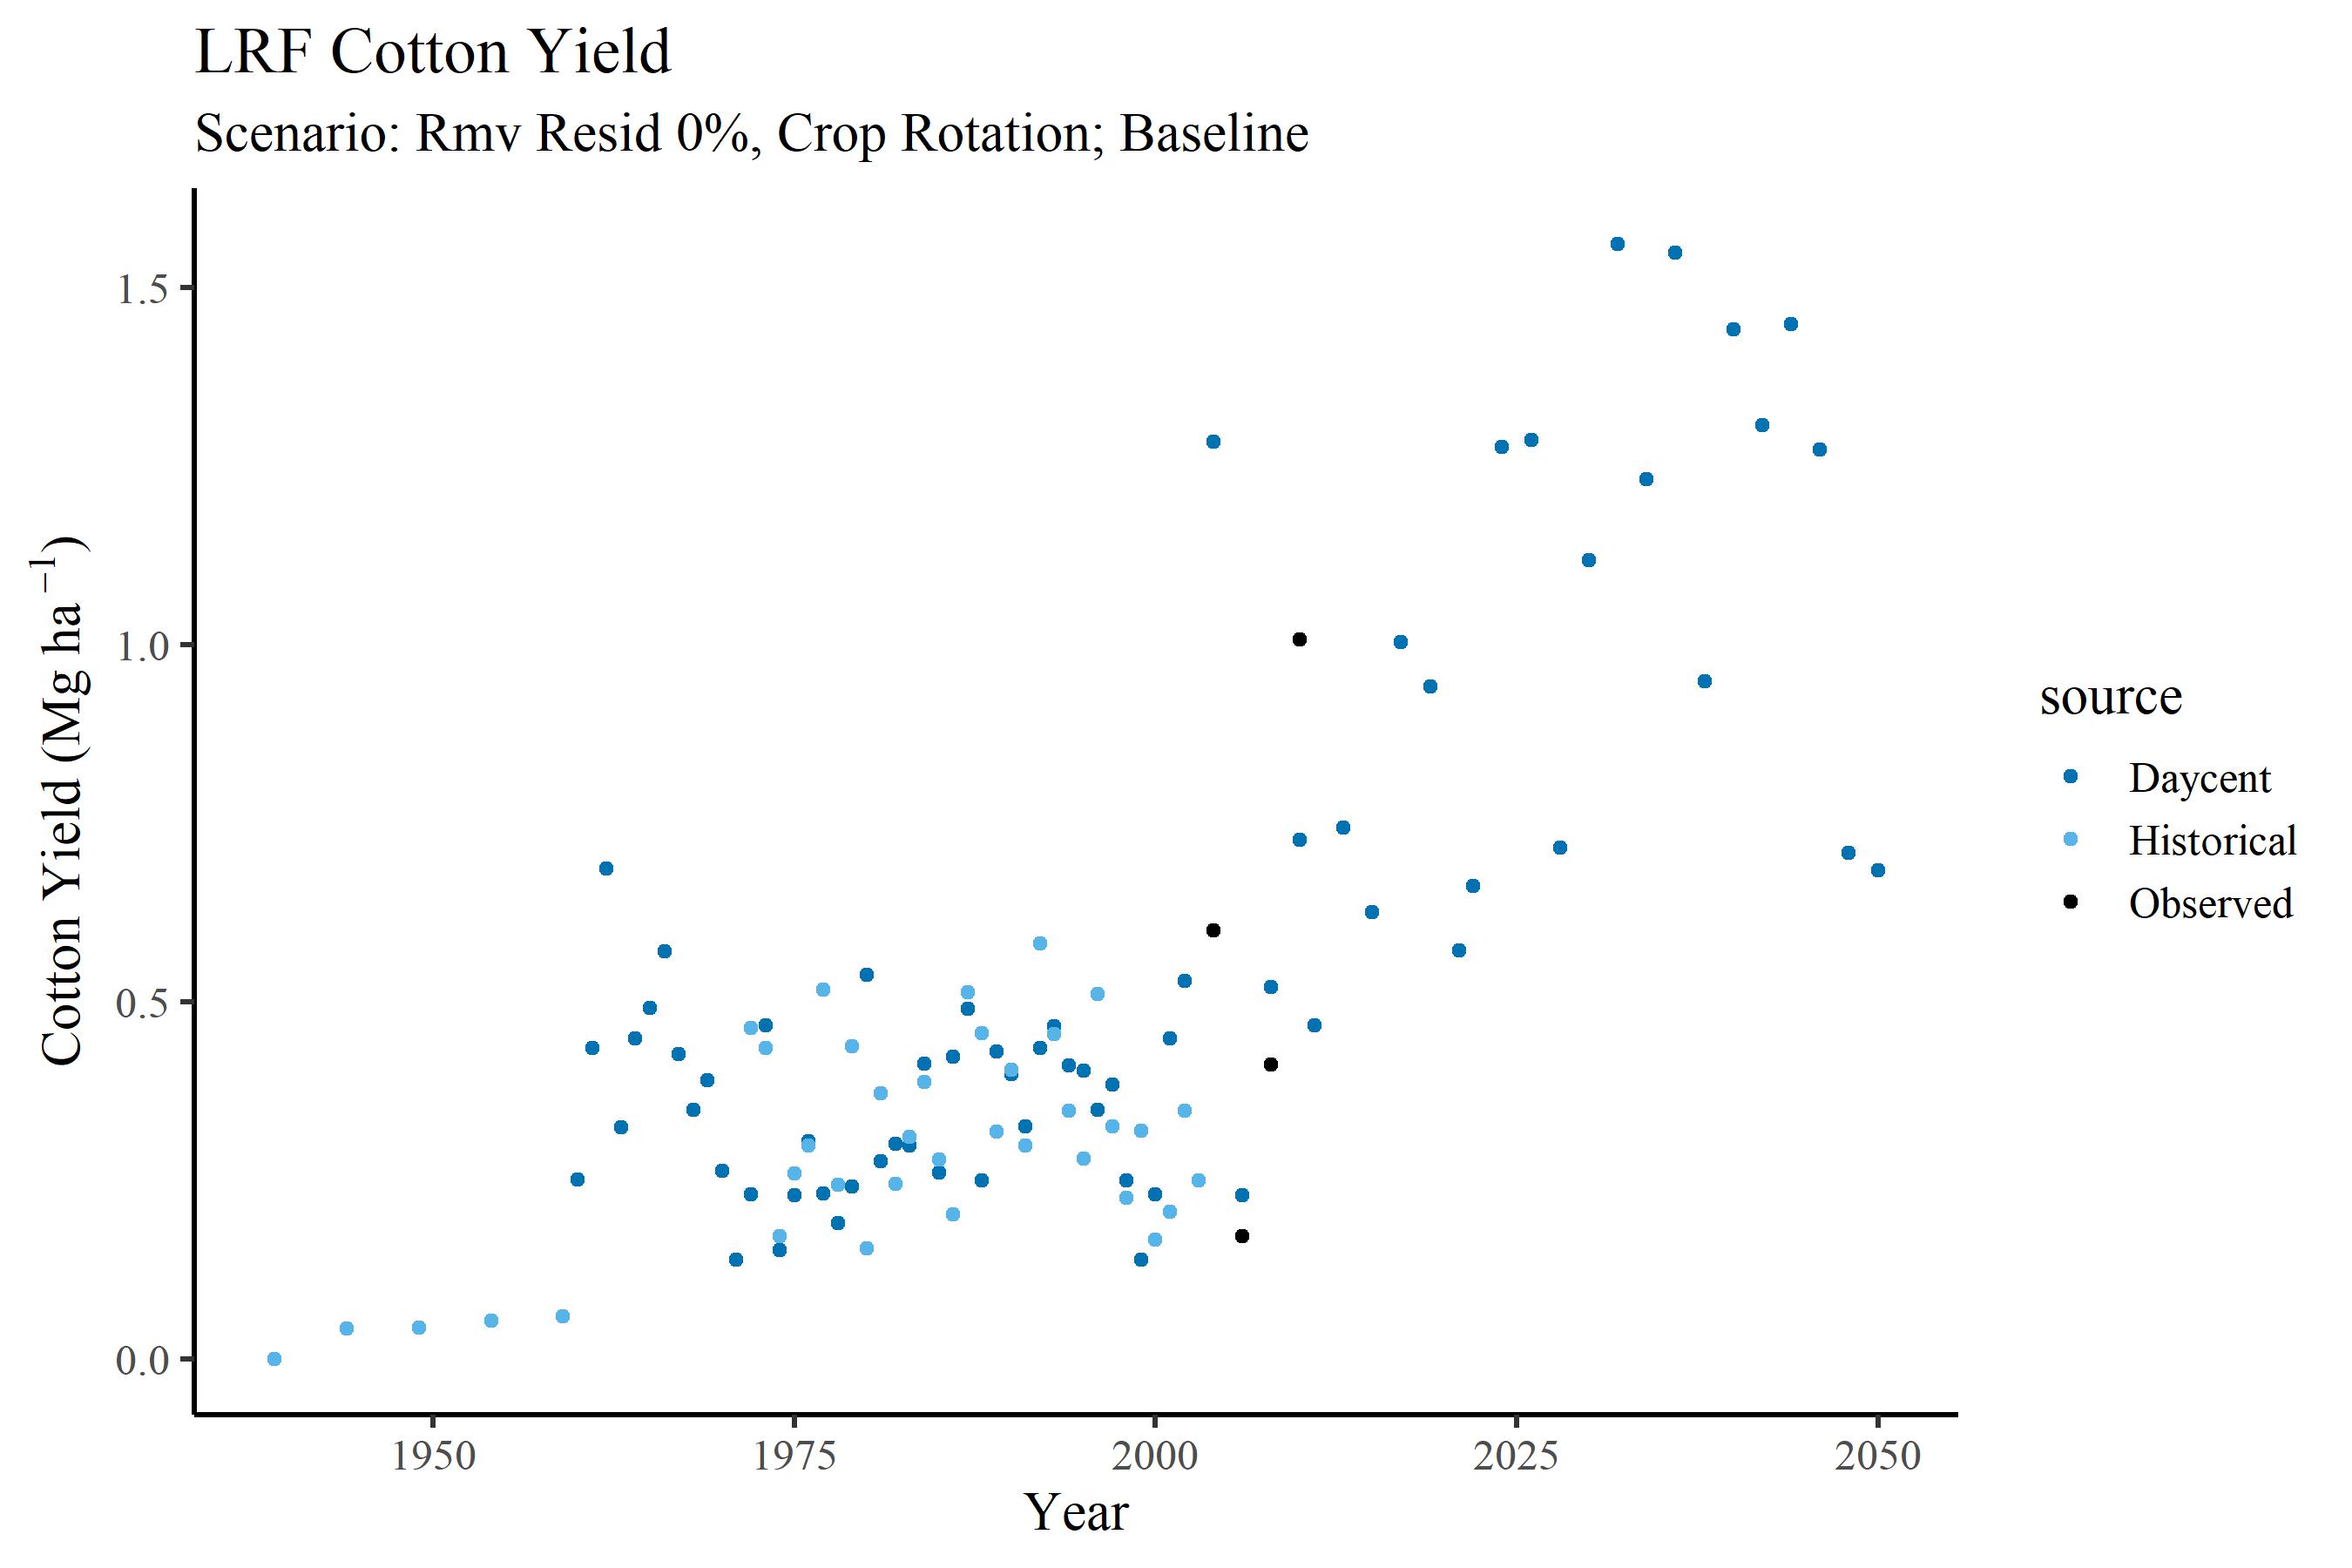 LRF Cotton Yield
Scenario: Rmv Resid 0%, Crop Rotation; Baseline
Cotton Yield (Mg ha⁻¹)
1.5
1.0
0.5
0.0
1950 1975 2000 2025 2050
Year
source
Daycent
Historical
Observed